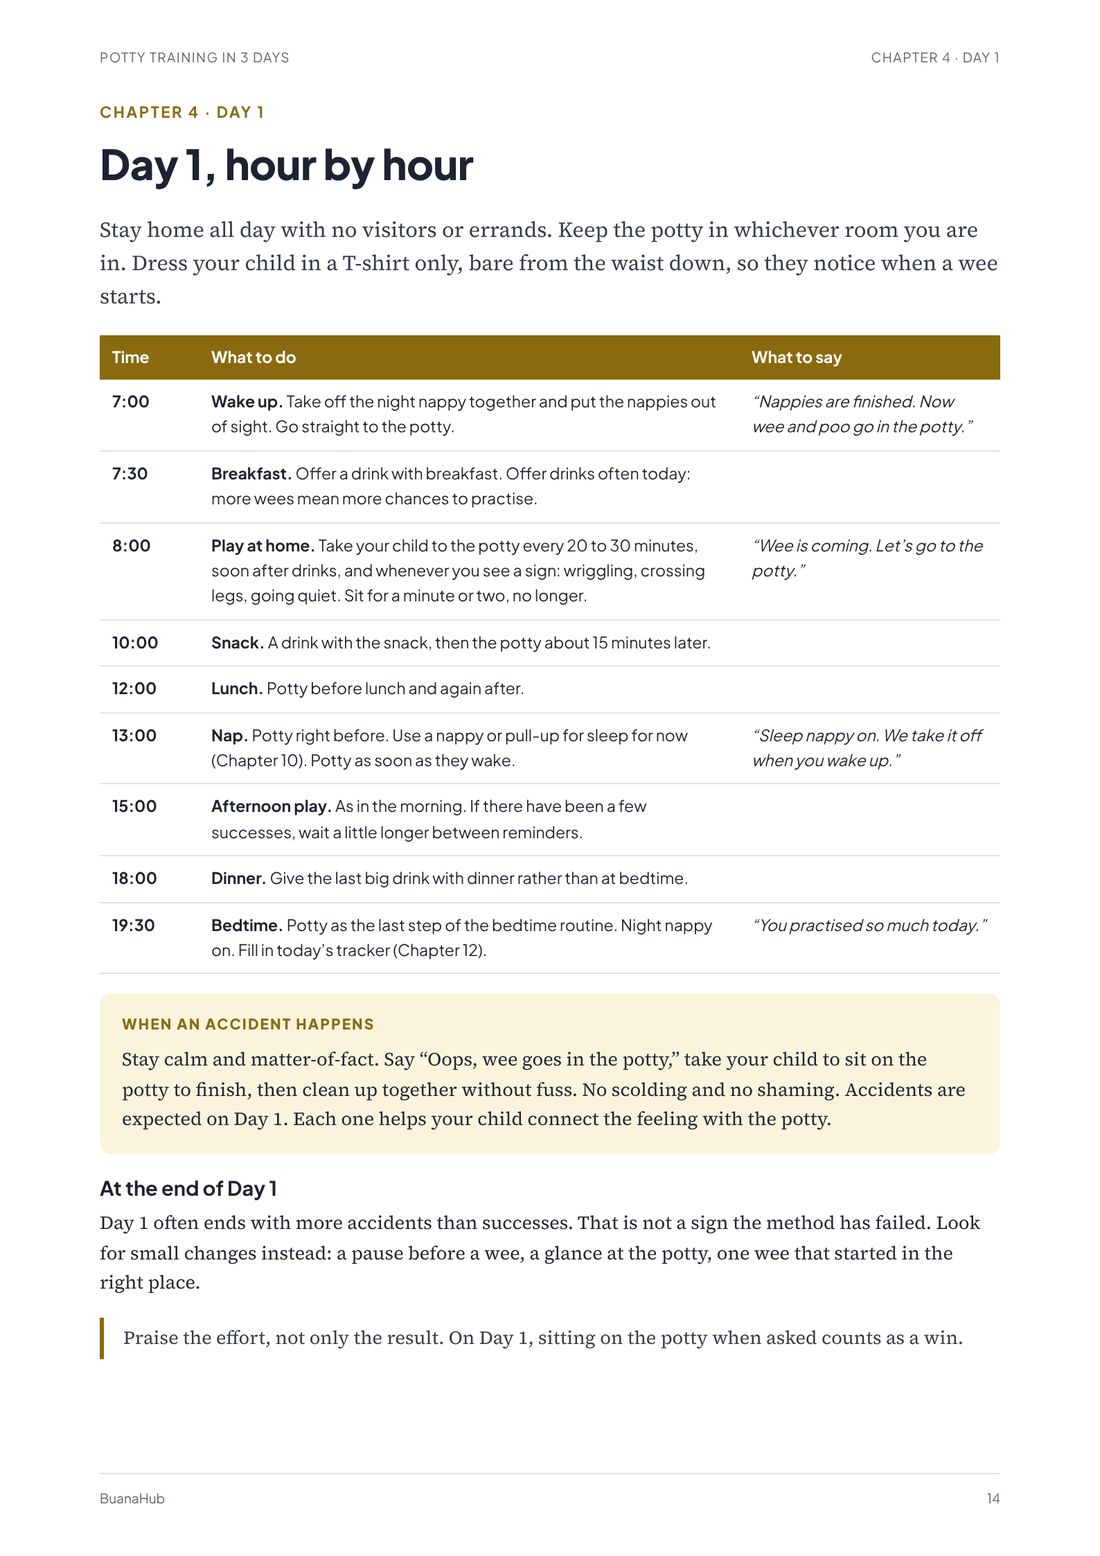 POTTY TRAINING IN 3 DAYS
CHAPTER 4 · DAY 1
CHAPTER 4 · DAY 1
Day 1, hour by hour
Stay home all day with no visitors or errands. Keep the potty in whichever room you are
in. Dress your child in a T-shirt only, bare from the waist down, so they notice when a wee
starts.
Time
What to do
What to say
7:00
Wake up. Take off the night nappy together and put the nappies out
of sight. Go straight to the potty.
“Nappies are finished. Now
wee and poo go in the potty.”
7:30
Breakfast. Offer a drink with breakfast. Offer drinks often today:
more wees mean more chances to practise.
8:00
Play at home. Take your child to the potty every 20 to 30 minutes,
soon after drinks, and whenever you see a sign: wriggling, crossing
legs, going quiet. Sit for a minute or two, no longer.
“Wee is coming. Let’s go to the
potty.”
10:00
Snack. A drink with the snack, then the potty about 15 minutes later.
12:00
Lunch. Potty before lunch and again after.
13:00
Nap. Potty right before. Use a nappy or pull-up for sleep for now
(Chapter 10). Potty as soon as they wake.
“Sleep nappy on. We take it off
when you wake up.”
15:00
Afternoon play. As in the morning. If there have been a few
successes, wait a little longer between reminders.
18:00
Dinner. Give the last big drink with dinner rather than at bedtime.
19:30
Bedtime. Potty as the last step of the bedtime routine. Night nappy
on. Fill in today’s tracker (Chapter 12).
“You practised so much today.”
WHEN AN ACCIDENT HAPPENS
Stay calm and matter-of-fact. Say “Oops, wee goes in the potty,” take your child to sit on the
potty to finish, then clean up together without fuss. No scolding and no shaming. Accidents are
expected on Day 1. Each one helps your child connect the feeling with the potty.
At the end of Day 1
Day 1 often ends with more accidents than successes. That is not a sign the method has failed. Look
for small changes instead: a pause before a wee, a glance at the potty, one wee that started in the
right place.
Praise the effort, not only the result. On Day 1, sitting on the potty when asked counts as a win.
BuanaHub
14